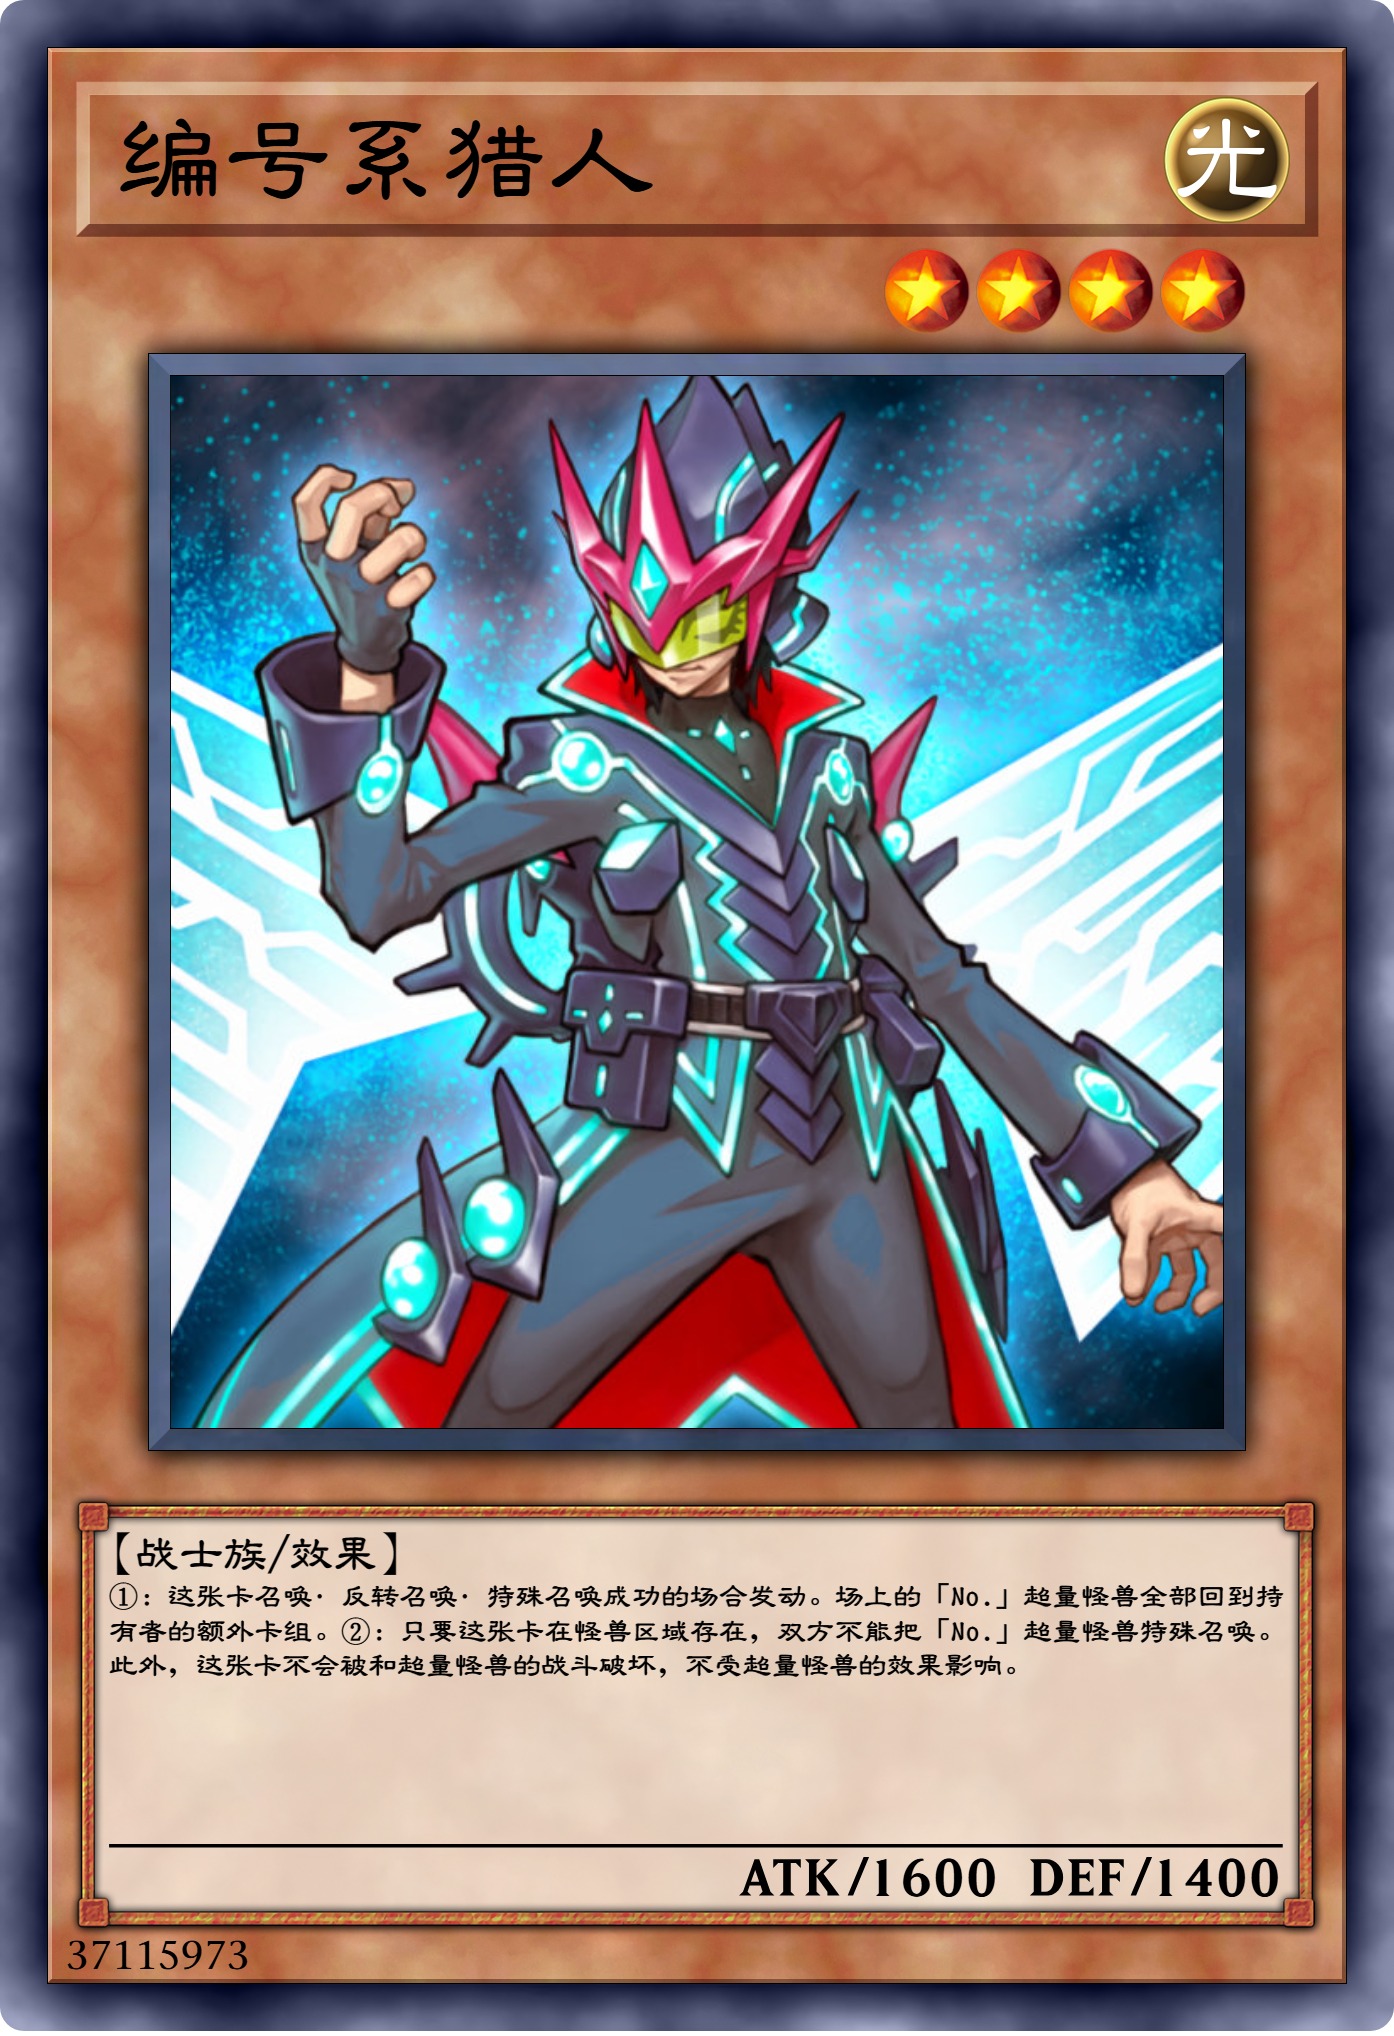 编号系猎人
光
【战士族/效果】
①：这张卡召唤·反转召唤·特殊召唤成功的场合发动。场上的「No.」超量怪兽全部回到持
有者的额外卡组。②：只要这张卡在怪兽区域存在，双方不能把「No.」超量怪兽特殊召唤。
此外，这张卡不会被和超量怪兽的战斗破坏，不受超量怪兽的效果影响。
ATK/1600 DEF/1400
37115973